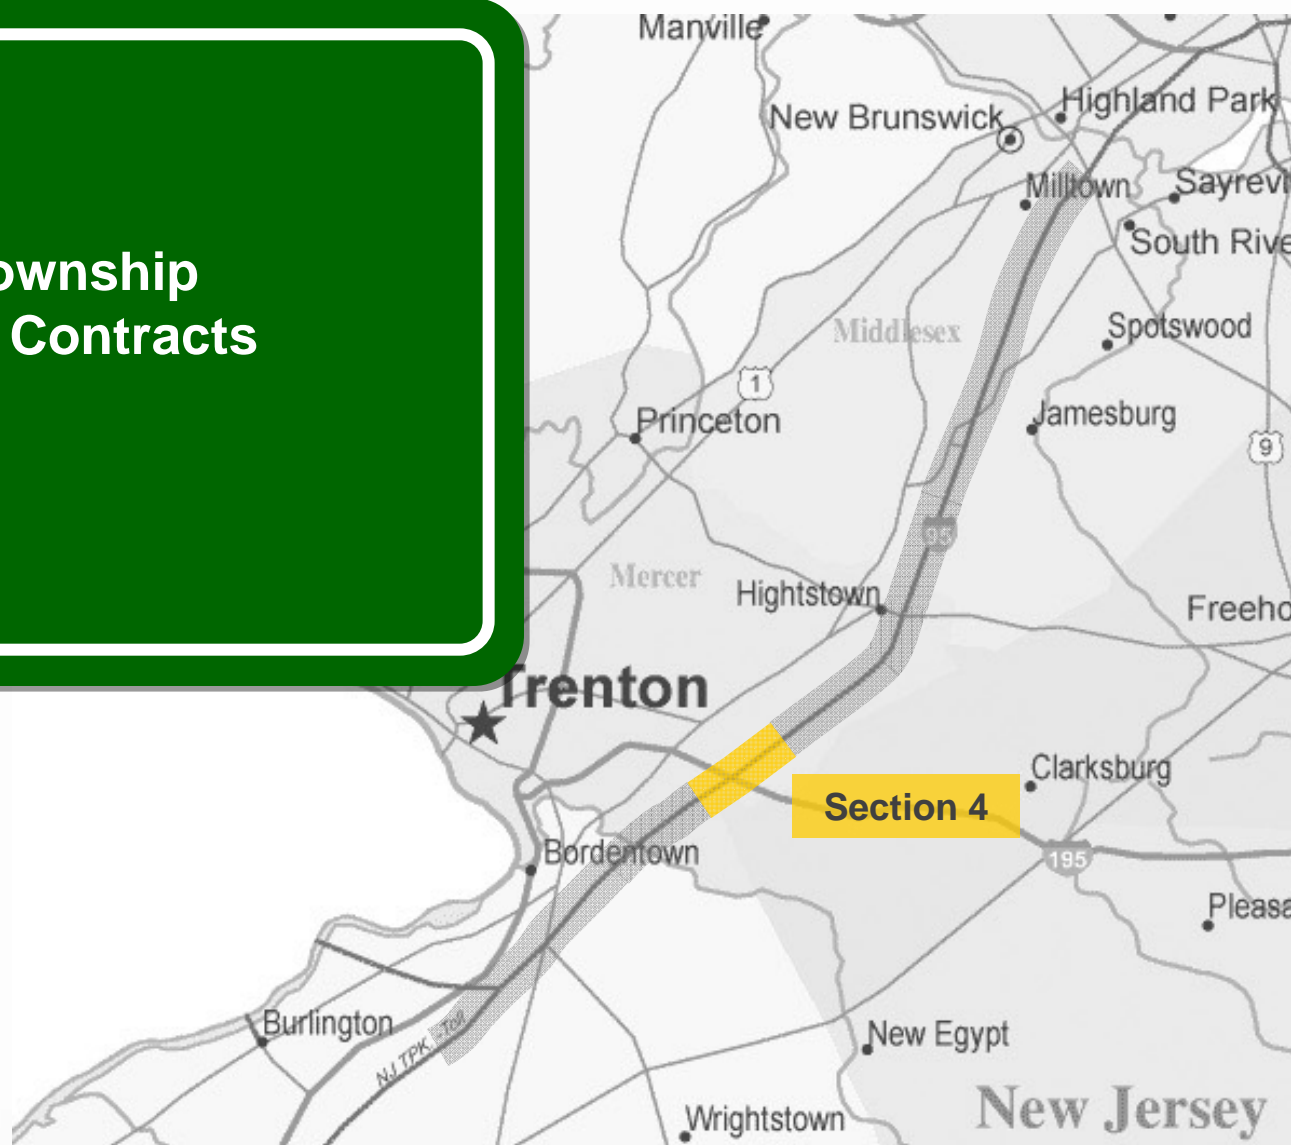 ownship
Contracts
Manville
Highland Park
New Brunswick
Milltown
Sayrevi
South Rive
Middlesex
Spotswood
1
Princeton
Jamesburg
9
95
Mercer
Hightstown
Freeho
Trenton
Clarksburg
Section 4
Bordentown
195
Pleasa
Burlington
NJ TPK -Toll
New Egypt
New Jersey
Wrightstown